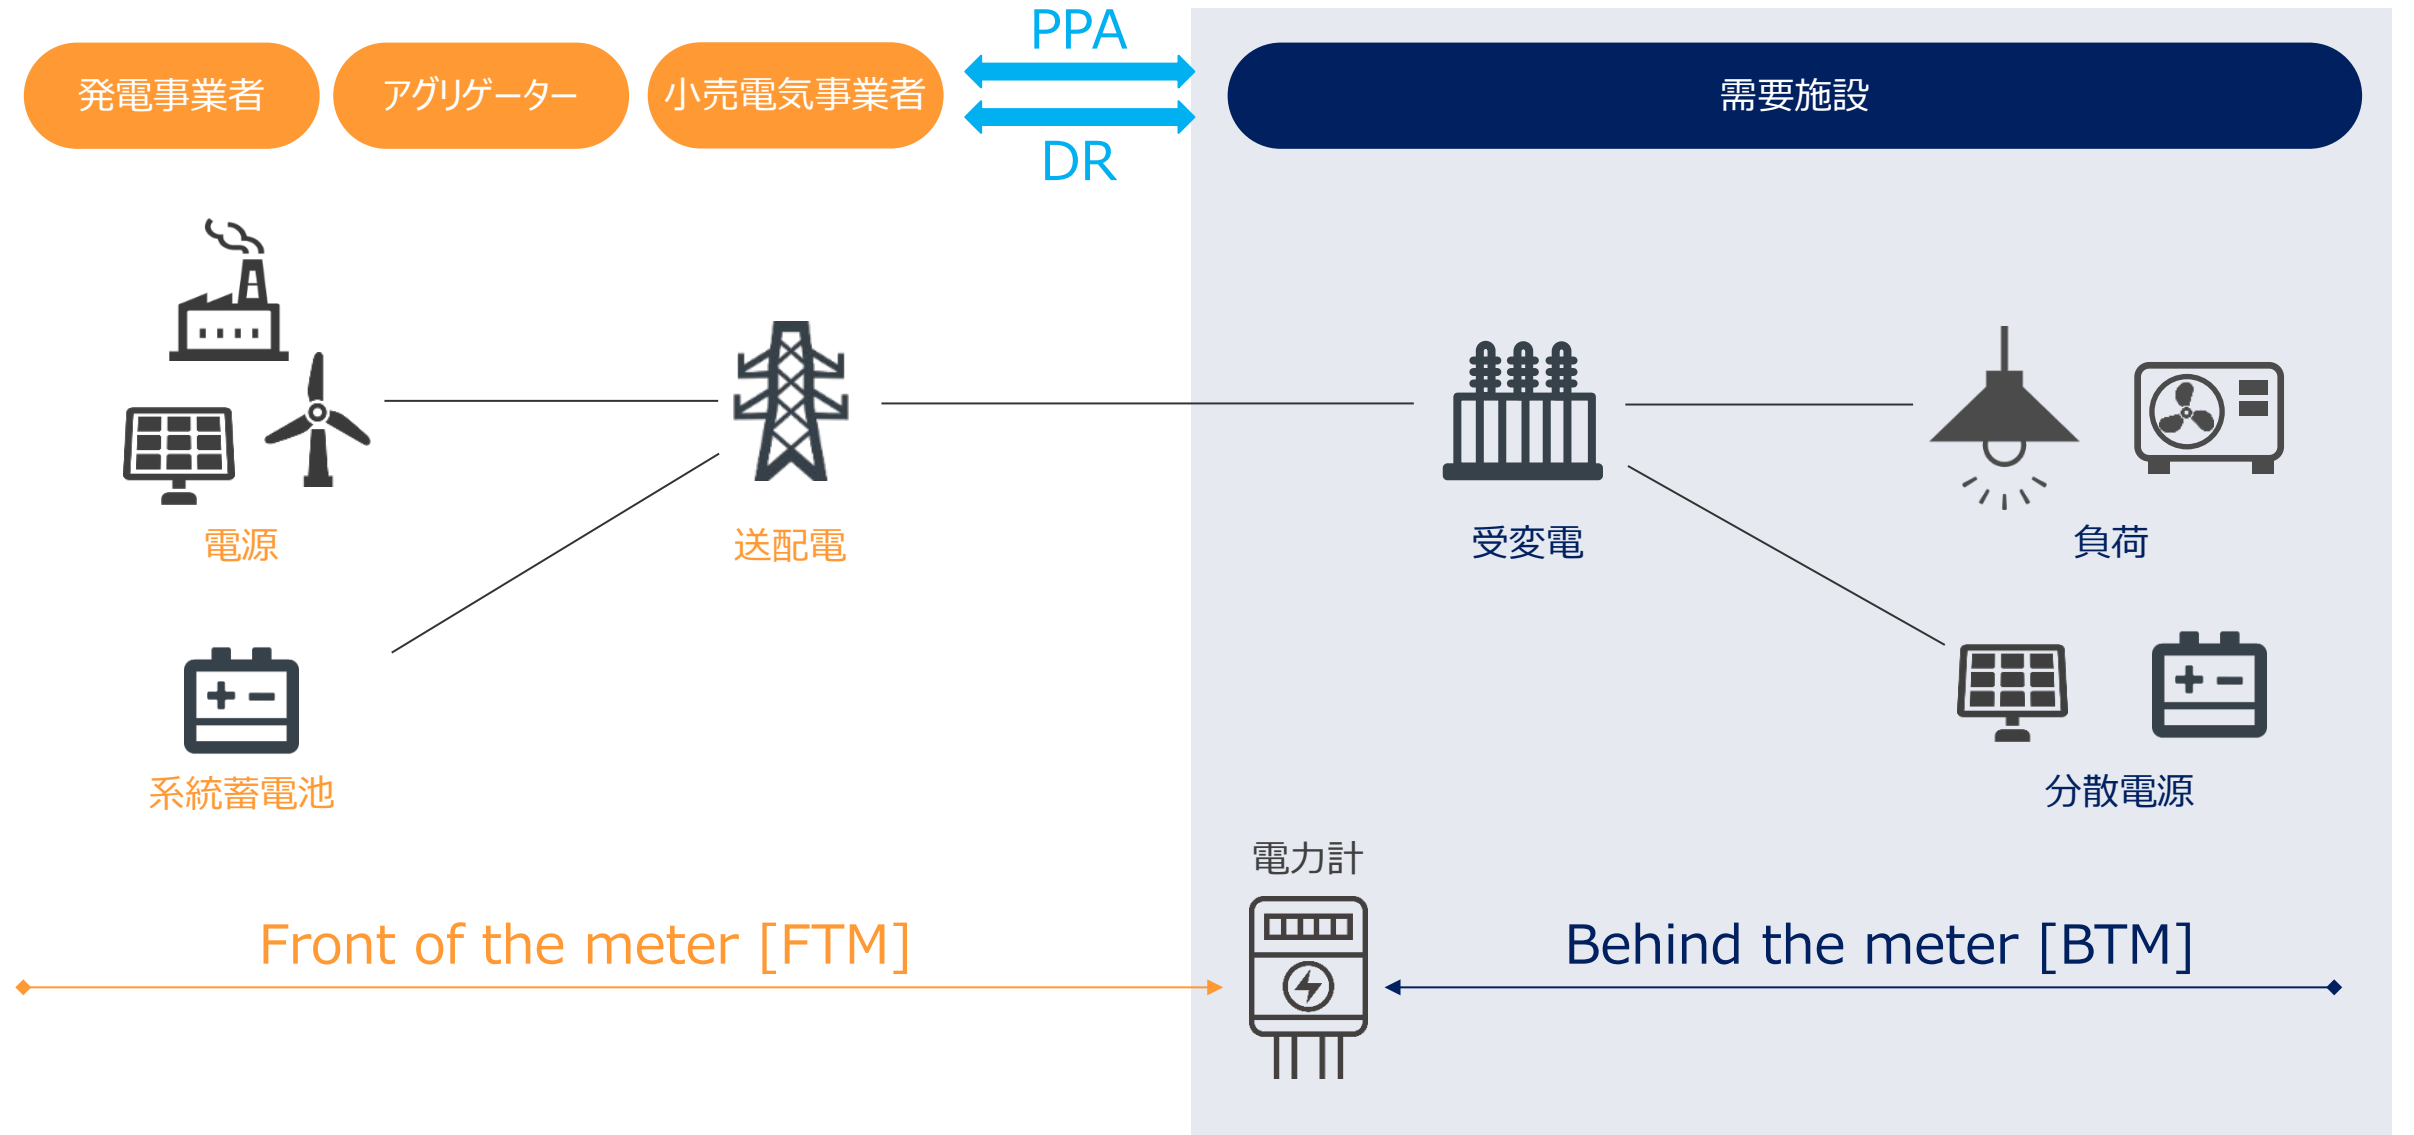 PPA
発電事業者
アグリゲーター
小売電気事業者
需要施設
DR
電源
送配電
受変電
負荷
系統蓄電池
分散電源
電力計
Front of the meter [FTM]
Behind the meter [BTM]